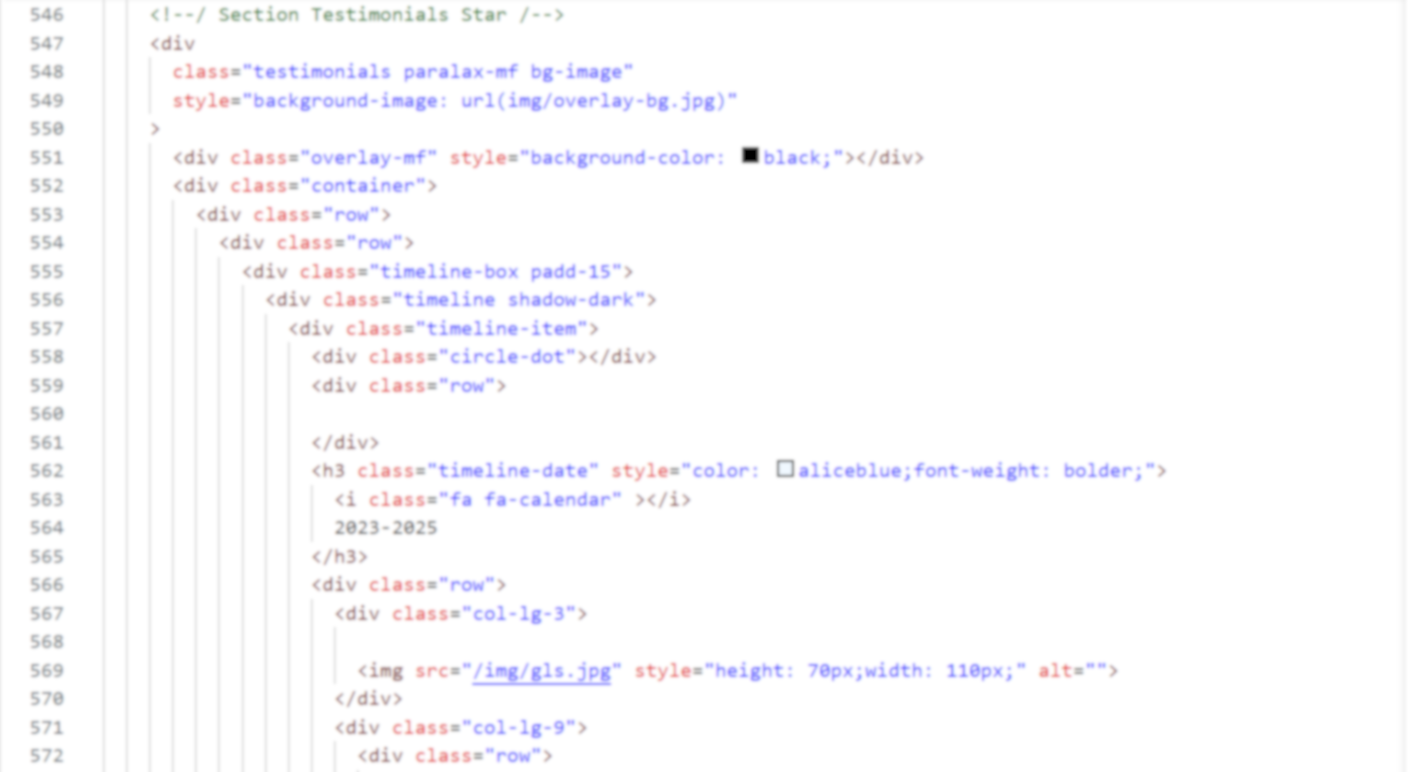 546 <!--/ Section Testimonials Star /-->
547 <div
548 class="testimonials paralax-mf bg-image"
549 style="background-image: url(img/overlay-bg.jpg)"
550 >
551 <div class="overlay-mf" style="background-color: black;"></div>
552 <div class="container">
553 <div class="row">
554 <div class="row">
555 <div class="timeline-box padd-15">
556 <div class="timeline shadow-dark">
557 <div class="timeline-item">
558 <div class="circle-dot"></div>
559 <div class="row">
560
561 </div>
562 <h3 class="timeline-date" style="color: aliceblue;font-weight: bolder;">
563 <i class="fa fa-calendar" ></i>
564 2023-2025
565 </h3>
566 <div class="row">
567 <div class="col-lg-3">
568
569 <img src="/img/gls.jpg" style="height: 70px;width: 110px;" alt="">
570 </div>
571 <div class="col-lg-9">
572 <div class="row">